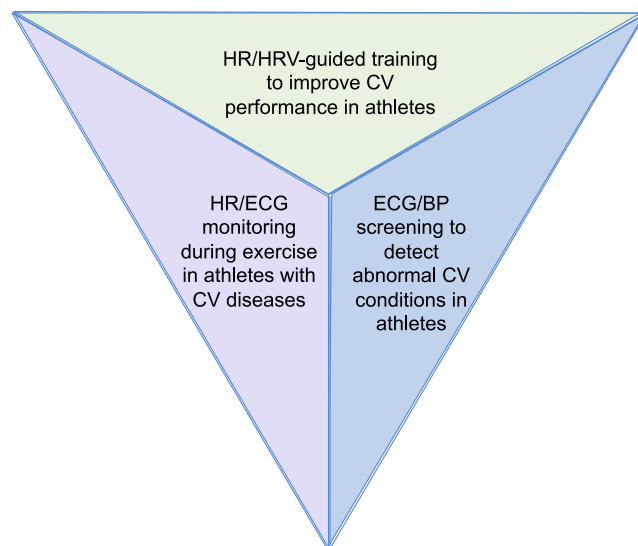 HR/HRV-guided training
to improve CV
performance in athletes
HR/ECG
monitoring
during exercise
in athletes with
CV diseases
ECG/BP
screening to
detect
abnormal CV
conditions in
athletes